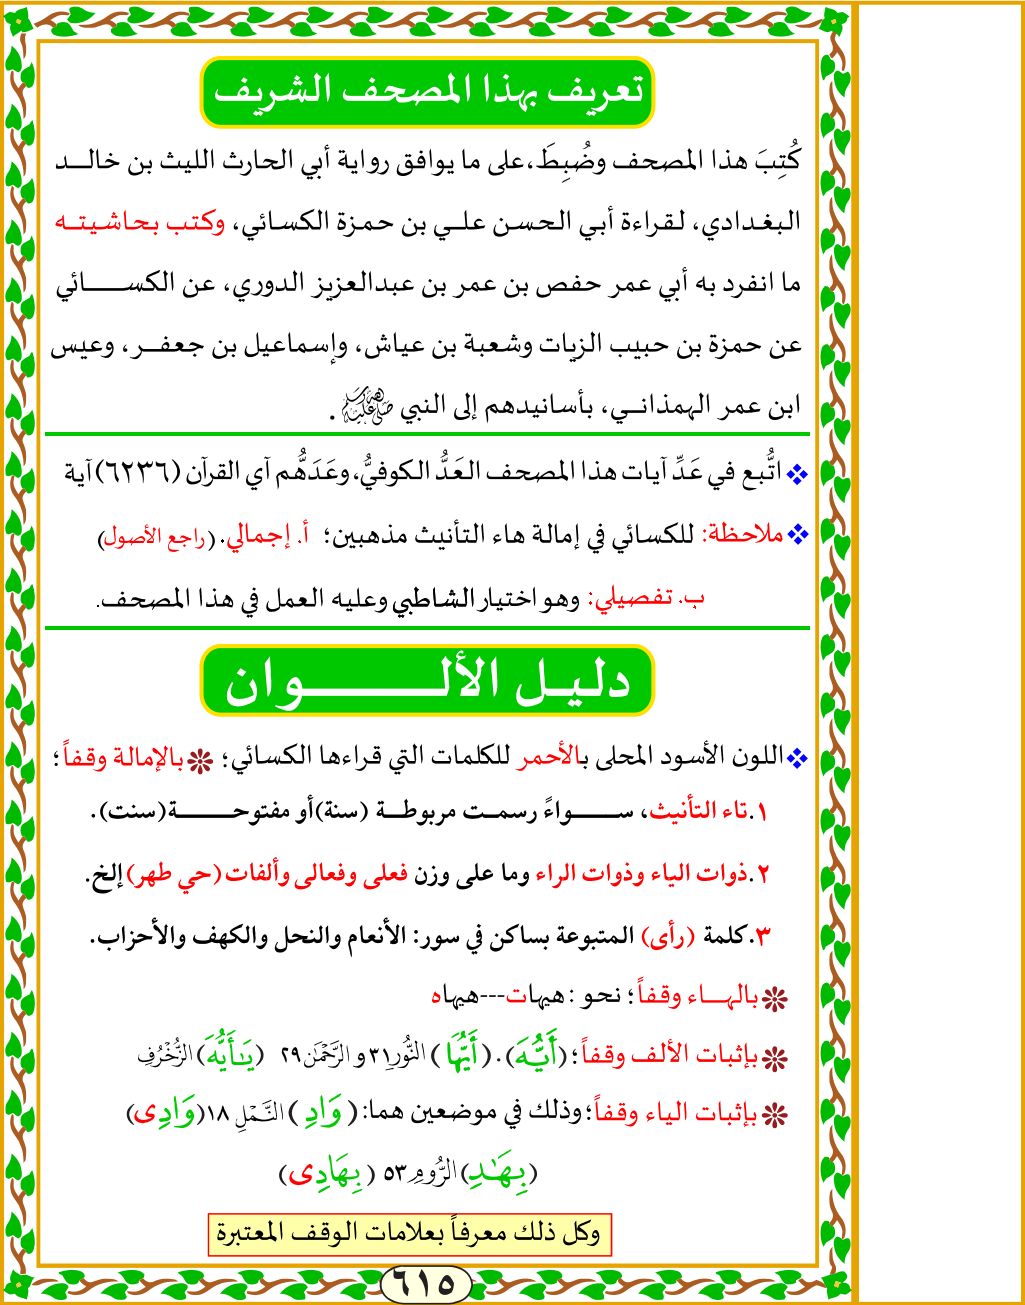 تعريف بهذا المصحف الشريف
كُتِبَ هذا المصحف وضُبِطَ،على ما يوافق رواية أبي الحارث الليث بن خالد
البغدادي، لقراءة أبي الحسن علي بن حمزة الكسائي، وكتب بحاشيته
ما انفرد به أبي عمر حفص بن عمر بن عبدالعزيز الدوري، عن الكسائي
عن حمزة بن حبيب الزيات وشعبة بن عياش، وإسماعيل بن جعفر، وعيس
ابن عمر الهمذاني، بأسانيدهم إلى النبي ﷺ.
اتُّبع في عَدِّ آيات هذا المصحف العَدُّ الكوفيُّ،وعَدَهُّم آي القرآن (٦٢٣٦)آية
ملاحظة: للكسائي في إمالة هاء التأنيث مذهبين؛ أ. إجمالي. (راجع الأصول)
ب. تفصيلي: وهو اختيار الشاطبي وعليه العمل في هذا المصحف.
دليل الألوان
اللون الأسود المحلى بالأحمر للكلمات التي قراءها الكسائي؛ بالإمالة وقفاً؛
١.تاء التأنيث، سواءً رسمت مربوطة (سنة)أو مفتوحة(سنت).
٢.ذوات الياء وذوات الراء وما على وزن فعلى وفعالى وألفات(حي طهر)إلخ.
٣.كلمة (رأى) المتبوعة بساكن في سور: الأنعام والنحل والكهف والأحزاب.
بالهاء وقفاً؛ نحو :هيهات---هيهاه
بإثبات الألف وقفاً؛(أَيُّهَ).(أَيُّهَا) النُّور٣١ و الرَّحْمَٰن٢٩ (يَٰأَيُّهَ)الزُّخْرُفِ
بإثبات الياء وقفاً؛وذلك في موضعين هما:(وَادِ)النَّمْلِ١٨(وَادِى)
(بِهَٰدِ)الرُّومِ٥٣ (بِهَادِى)
وكل ذلك معرفاً بعلامات الوقف المعتبرة
٦١٥